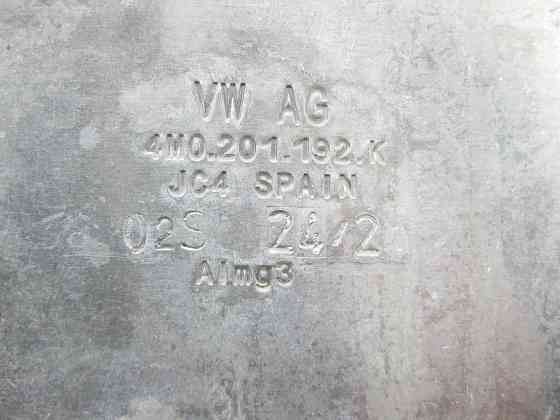 VW AG
4M0.201.192.K
JC4 SPAIN
02S 24/2
Almg3